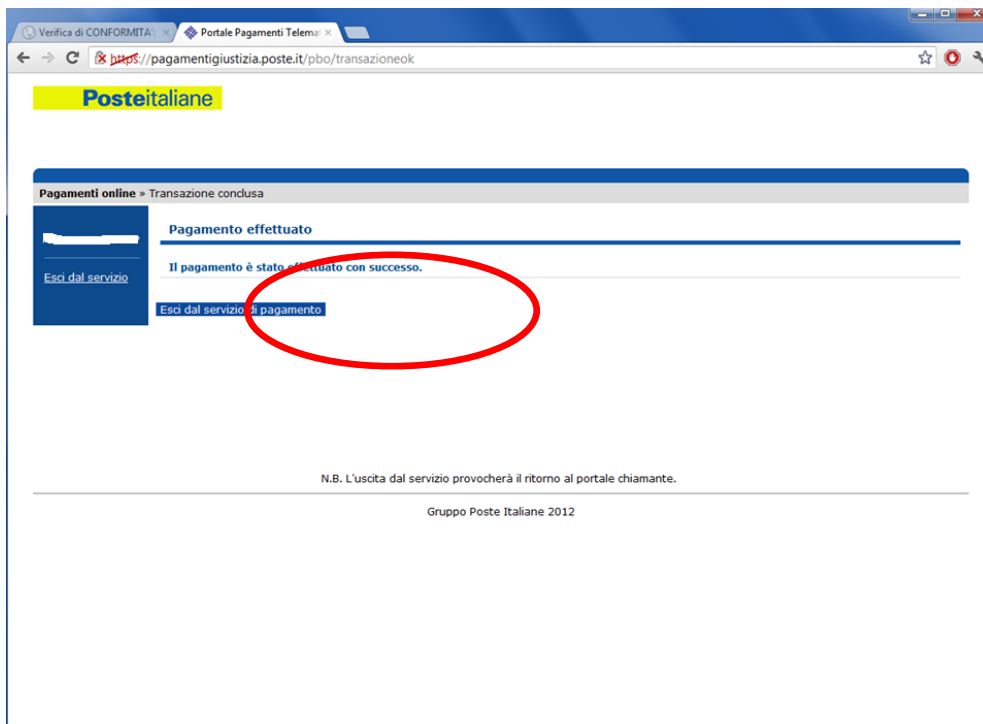 Verifica di CONFORMITA'
Portale Pagamenti Telema
https://pagamentigiustizia.poste.it/pbo/transazioneok
Posteitaliane
Pagamenti online » Transazione conclusa
Pagamento effettuato
Esci dal servizio
Il pagamento è stato effettuato con successo.
Esci dal servizio di pagamento
N.B. L'uscita dal servizio provocherà il ritorno al portale chiamante.
Gruppo Poste Italiane 2012